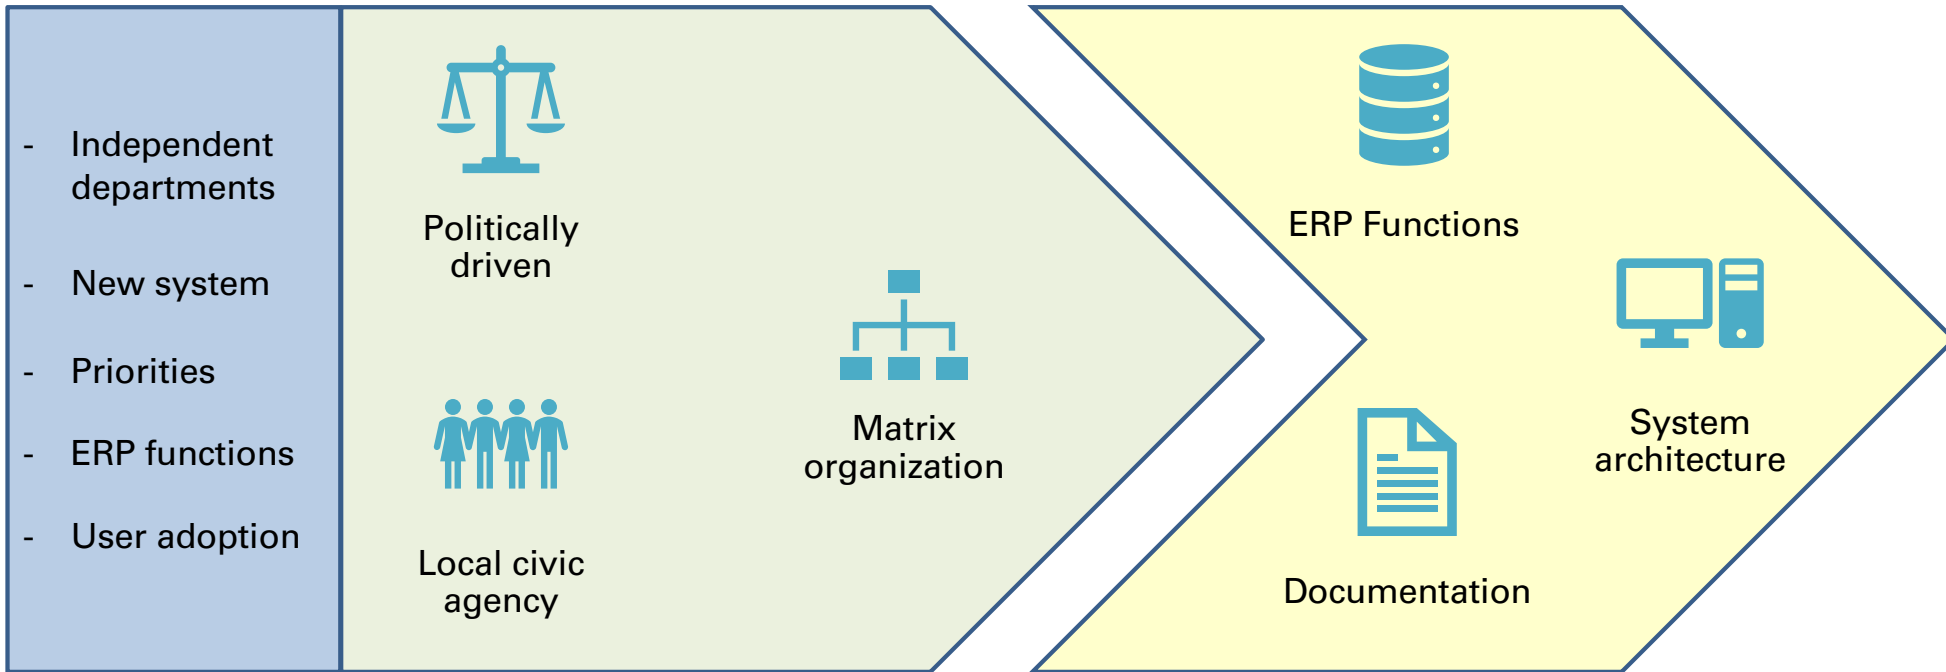 - Independent
departments
- New system
- Priorities
- ERP functions
- User adoption
Politically
driven
Local civic
agency
Matrix
organization
ERP Functions
Documentation
System
architecture